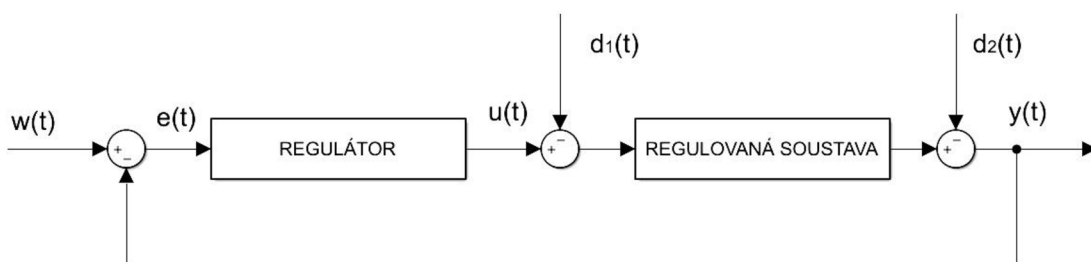 d₁(t)
d₂(t)
w(t)
e(t)
u(t)
y(t)
+
−
REGULÁTOR
+
−
REGULOVANÁ SOUSTAVA
+
−